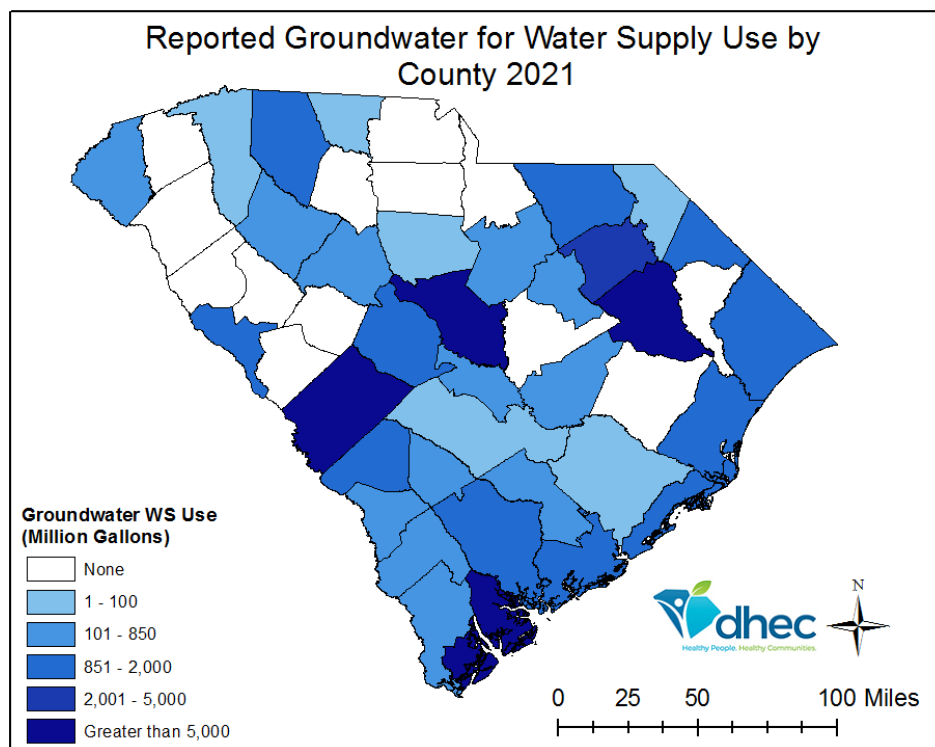 Reported Groundwater for Water Supply Use by
County 2021
Groundwater WS Use
(Million Gallons)
None
1 - 100
101 - 850
851 - 2,000
2,001 - 5,000
Greater than 5,000
dhec
Healthy People. Healthy Communities.
N
0 25 50 100 Miles